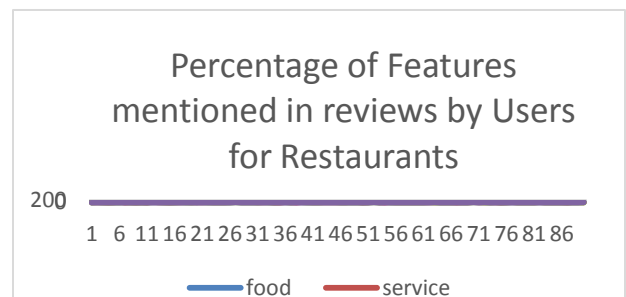 Percentage of Features
mentioned in reviews by Users
for Restaurants
200
0
1 6 11 16 21 26 31 36 41 46 51 56 61 66 71 76 81 86
food service